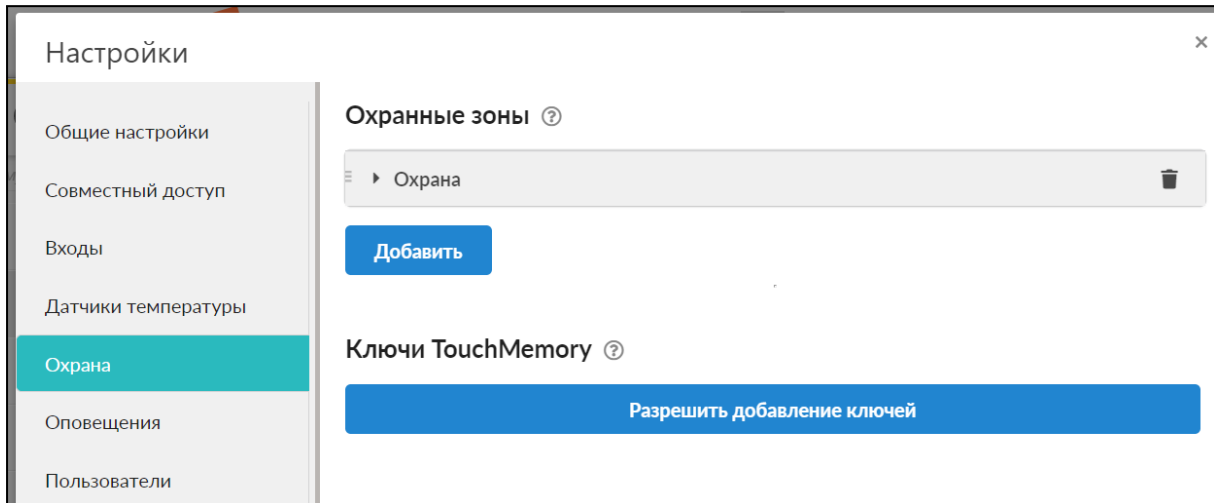 Настройки
Общие настройки
Совместный доступ
Входы
Датчики температуры
Охрана
Оповещения
Пользователи
Охранные зоны
Охрана
Добавить
Ключи TouchMemory
Разрешить добавление ключей